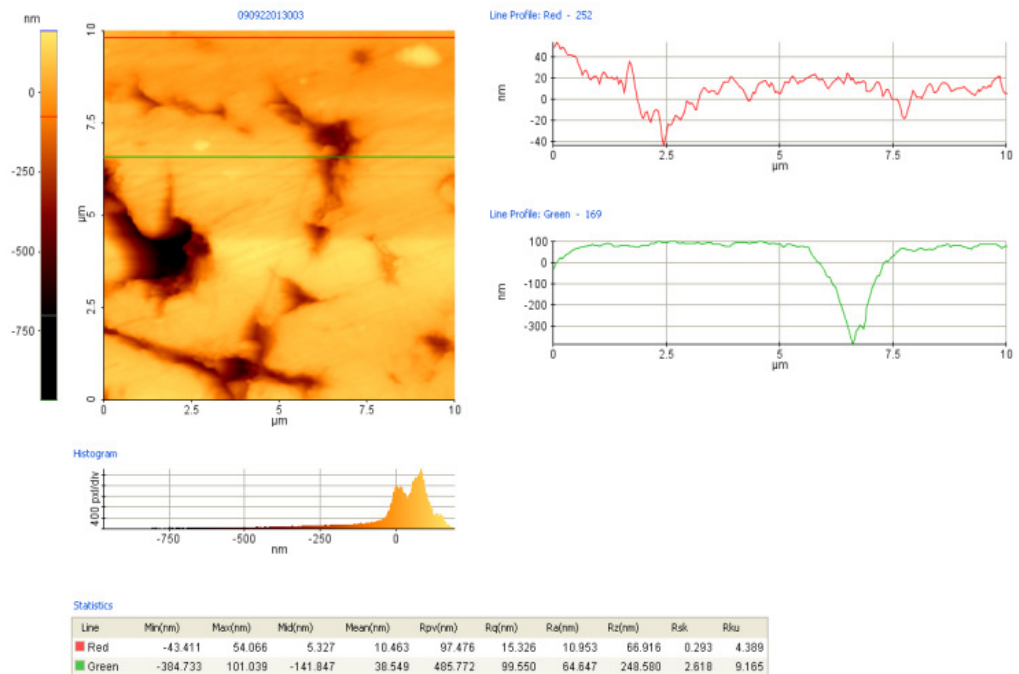 nm
0
-250
-500
-750
090922013003
10
7.5
µm
5
2.5
0
0 2.5 5 7.5 10
µm
Line Profile: Red - 252
40
20
0
-20
-40
nm
0 2.5 5 7.5 10
µm
Line Profile: Green - 169
100
0
-100
-200
-300
nm
0 2.5 5 7.5 10
µm
Histogram
400 pxl/div
-750 -500 -250 0
nm
Statistics
Line Min(nm) Max(nm) Mid(nm) Mean(nm) Rpv(nm) Rq(nm) Ra(nm) Rz(nm) Rsk Rku
Red -43.411 54.066 5.327 10.463 97.476 15.326 10.953 66.916 0.293 4.389
Green -384.733 101.039 -141.847 38.549 485.772 99.550 64.647 248.580 2.618 9.165